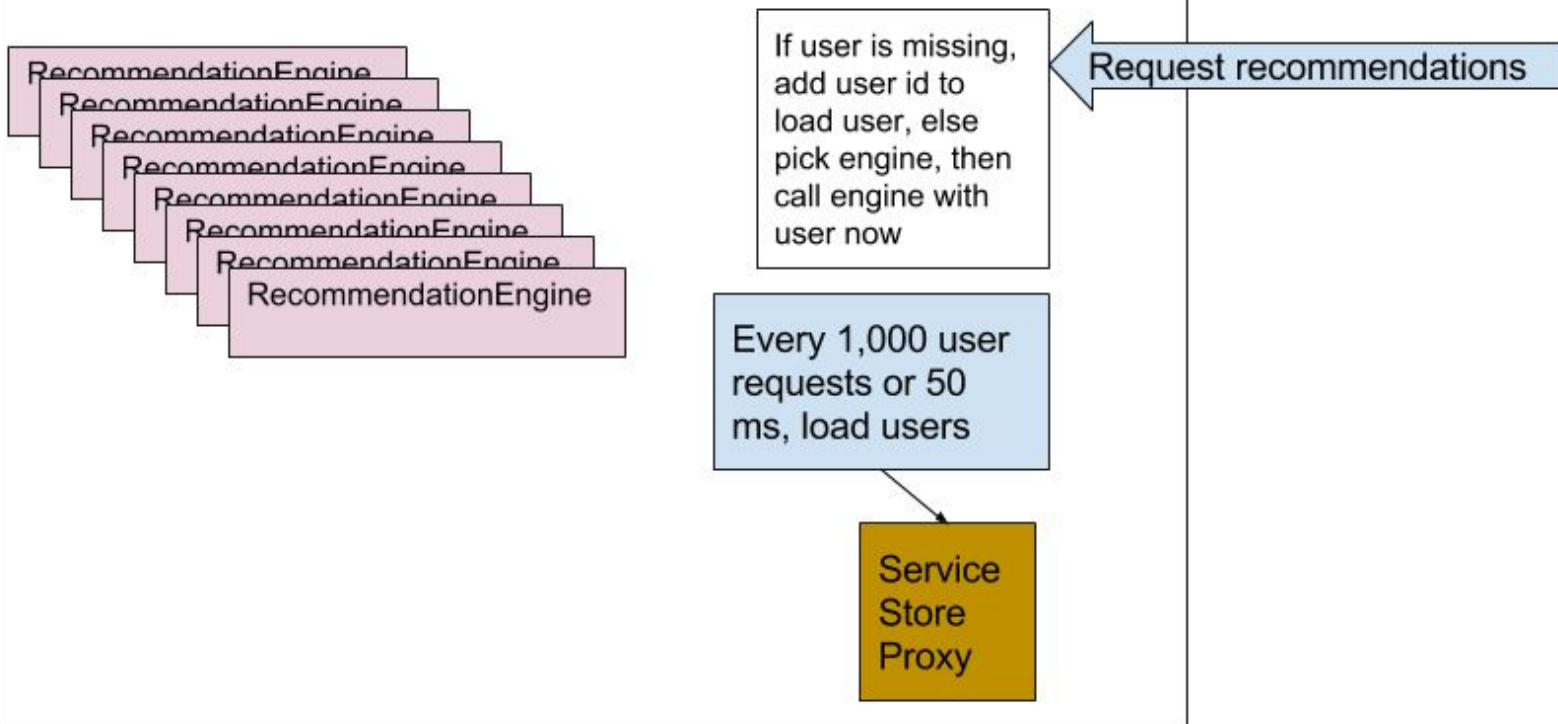 RecommendationEngine
RecommendationEngine
RecommendationEngine
RecommendationEngine
RecommendationEngine
RecommendationEngine
RecommendationEngine
RecommendationEngine
If user is missing,
add user id to
load user, else
pick engine, then
call engine with
user now
Request recommendations
Every 1,000 user
requests or 50
ms, load users
Service
Store
Proxy